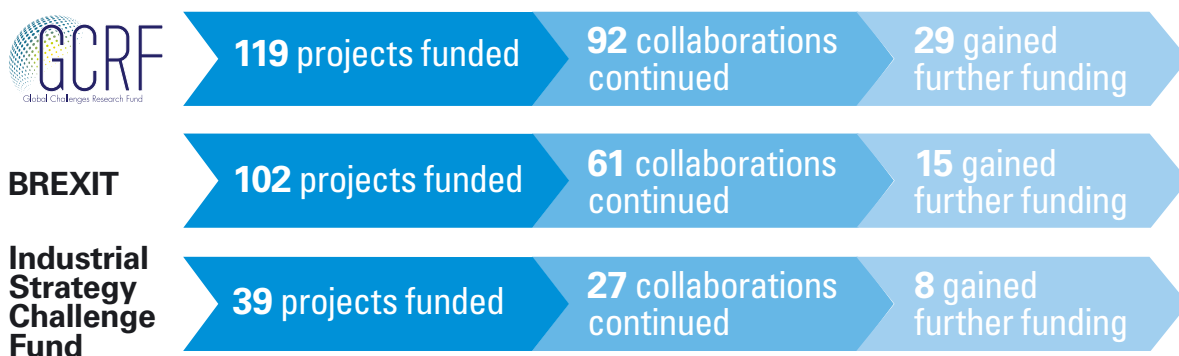 GCRF
Global Challenges Research Fund
119 projects funded
92 collaborations
continued
29 gained
further funding
BREXIT
102 projects funded
61 collaborations
continued
15 gained
further funding
Industrial
Strategy
Challenge
Fund
39 projects funded
27 collaborations
continued
8 gained
further funding